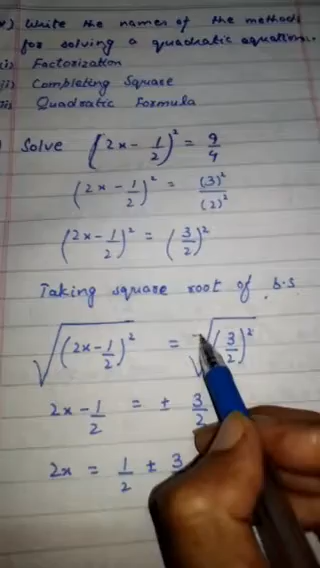 Write the names of the methods
for solving a quadratic equation.
(i) Factorization
ii) Completing Square
Quadratic Formula
Solve (2x - 1/2)² = 9/4
(2x - 1/2)² = (3)²/(2)²
(2x - 1/2)² = (3/2)²
Taking square root of b.s
√(2x - 1/2)² = √(3/2)²
2x - 1/2 = ± 3/2
2x = 1/2 ± 3